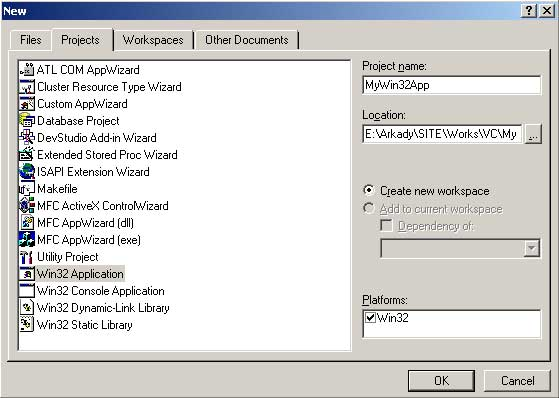 New
Files
Projects
Workspaces
Other Documents
ATL COM AppWizard
Cluster Resource Type Wizard
Custom AppWizard
Database Project
DevStudio Add-in Wizard
Extended Stored Proc Wizard
ISAPI Extension Wizard
Makefile
MFC ActiveX ControlWizard
MFC AppWizard (dll)
MFC AppWizard (exe)
Utility Project
Win32 Application
Win32 Console Application
Win32 Dynamic-Link Library
Win32 Static Library
Project name:
MyWin32App
Location:
E:\Arkady\SITE\Works\VC\My
...
Create new workspace
Add to current workspace
Dependency of:
Platforms:
Win32
OK
Cancel